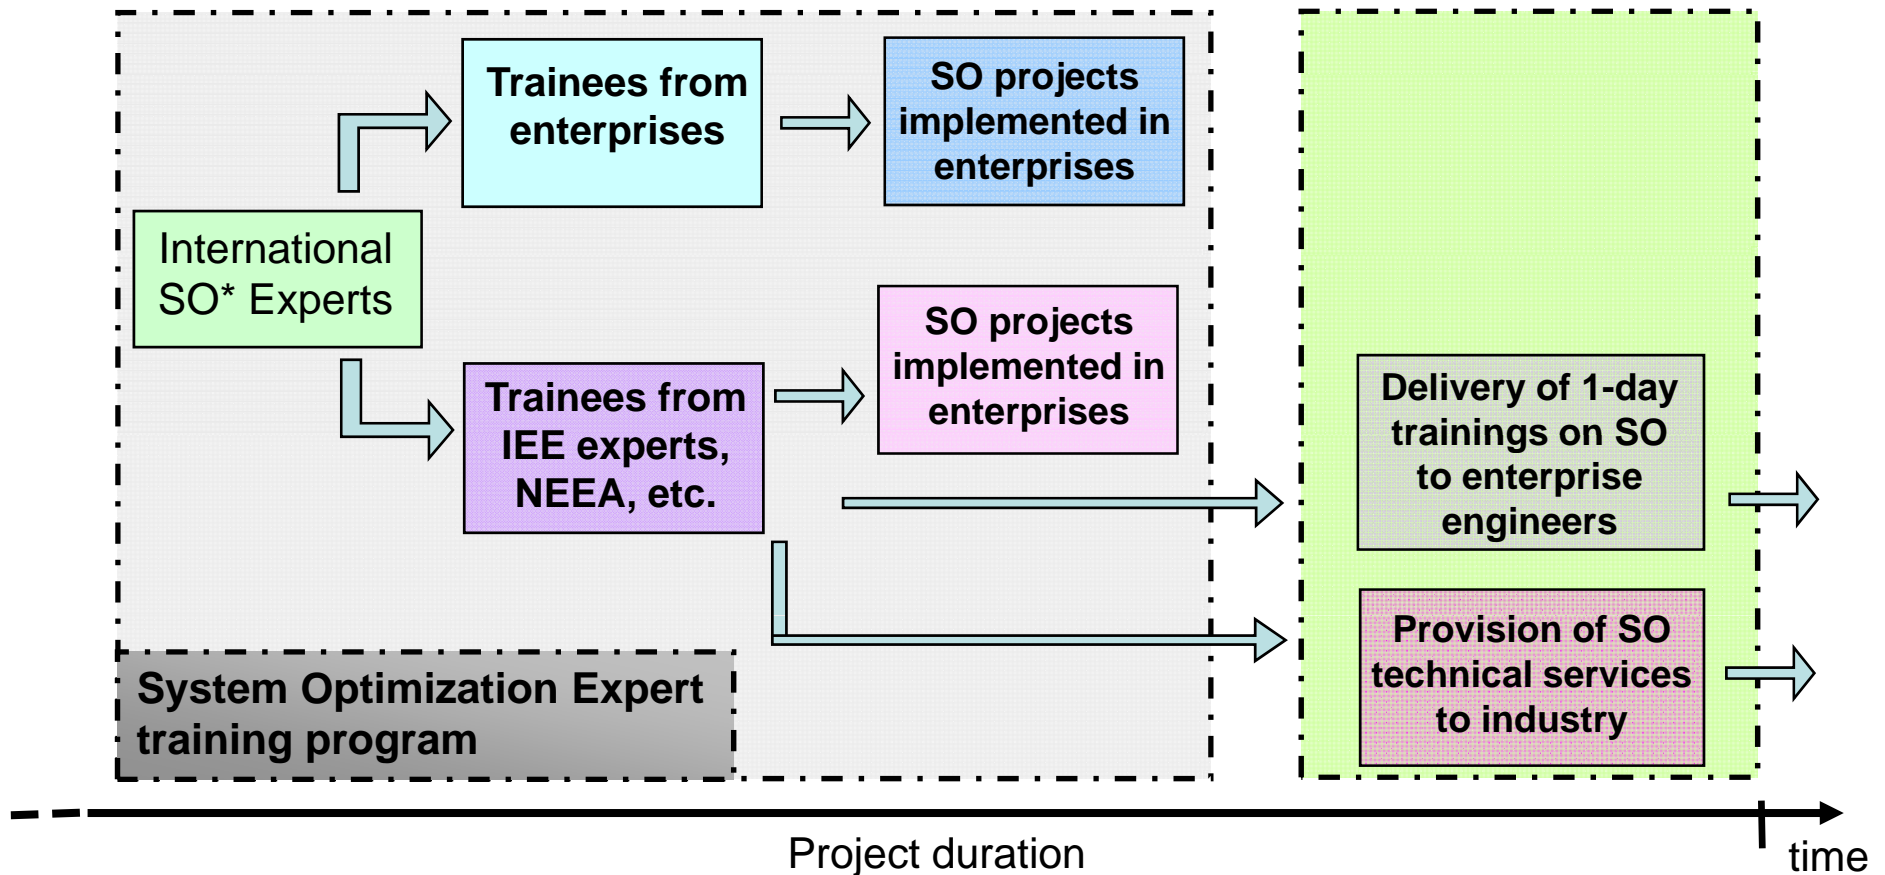 Trainees from
enterprises
SO projects
implemented in
enterprises
International
SO* Experts
SO projects
implemented in
enterprises
Trainees from
IEE experts,
NEEA, etc.
Delivery of 1-day
trainings on SO
to enterprise
engineers
Provision of SO
technical services
to industry
System Optimization Expert
training program
Project duration
time